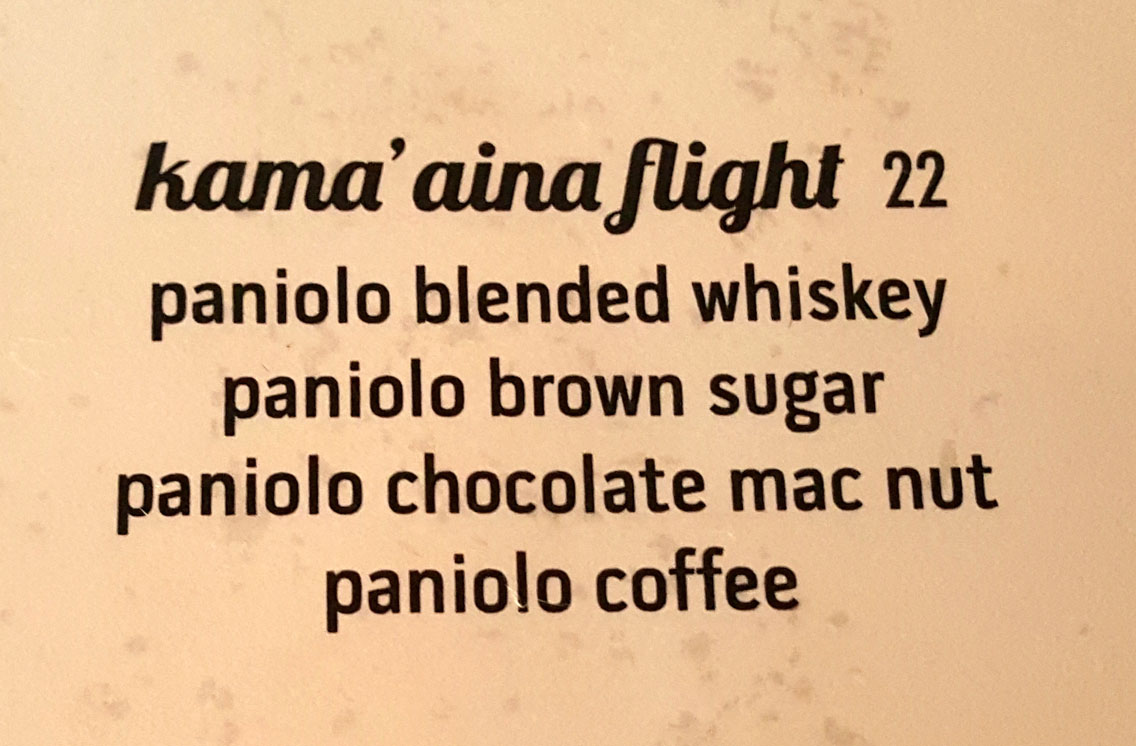 kama'aina flight 22
paniolo blended whiskey
paniolo brown sugar
paniolo chocolate mac nut
paniolo coffee